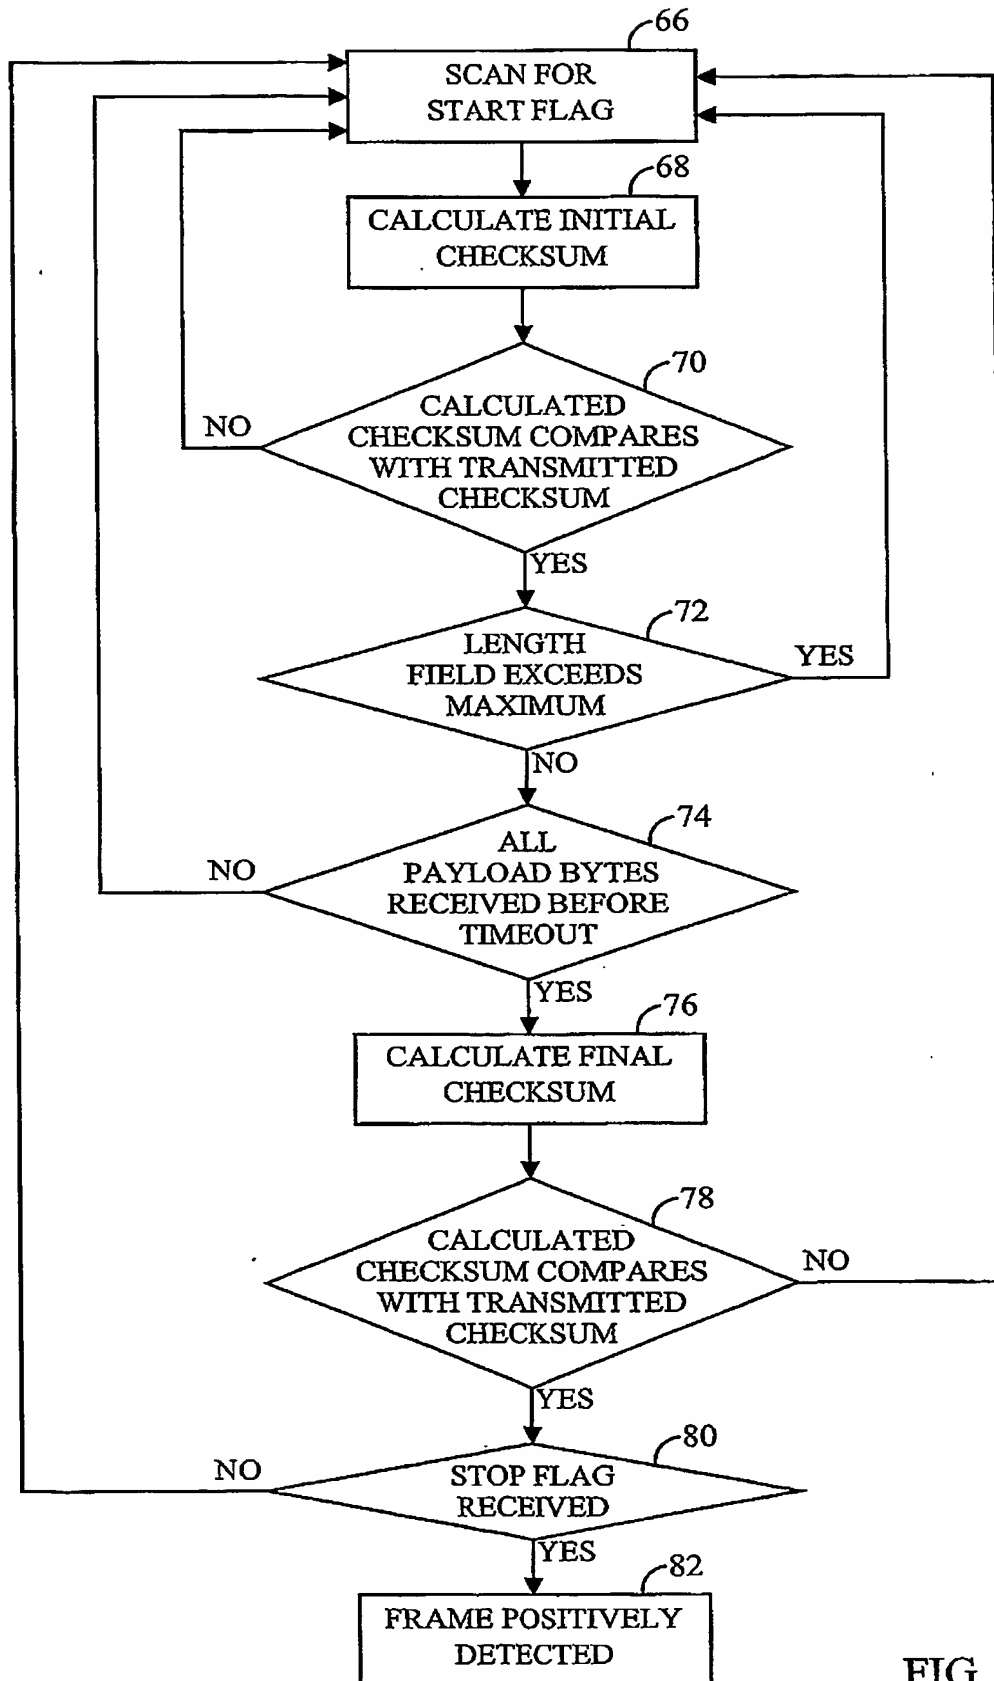 66
SCAN FOR
START FLAG
68
CALCULATE INITIAL
CHECKSUM
70
CALCULATED
CHECKSUM COMPARES
WITH TRANSMITTED
CHECKSUM
NO
YES
72
LENGTH
FIELD EXCEEDS
MAXIMUM
YES
NO
74
ALL
PAYLOAD BYTES
RECEIVED BEFORE
TIMEOUT
NO
YES
76
CALCULATE FINAL
CHECKSUM
78
CALCULATED
CHECKSUM COMPARES
WITH TRANSMITTED
CHECKSUM
NO
YES
80
STOP FLAG
RECEIVED
NO
YES
82
FRAME POSITIVELY
DETECTED
FIG